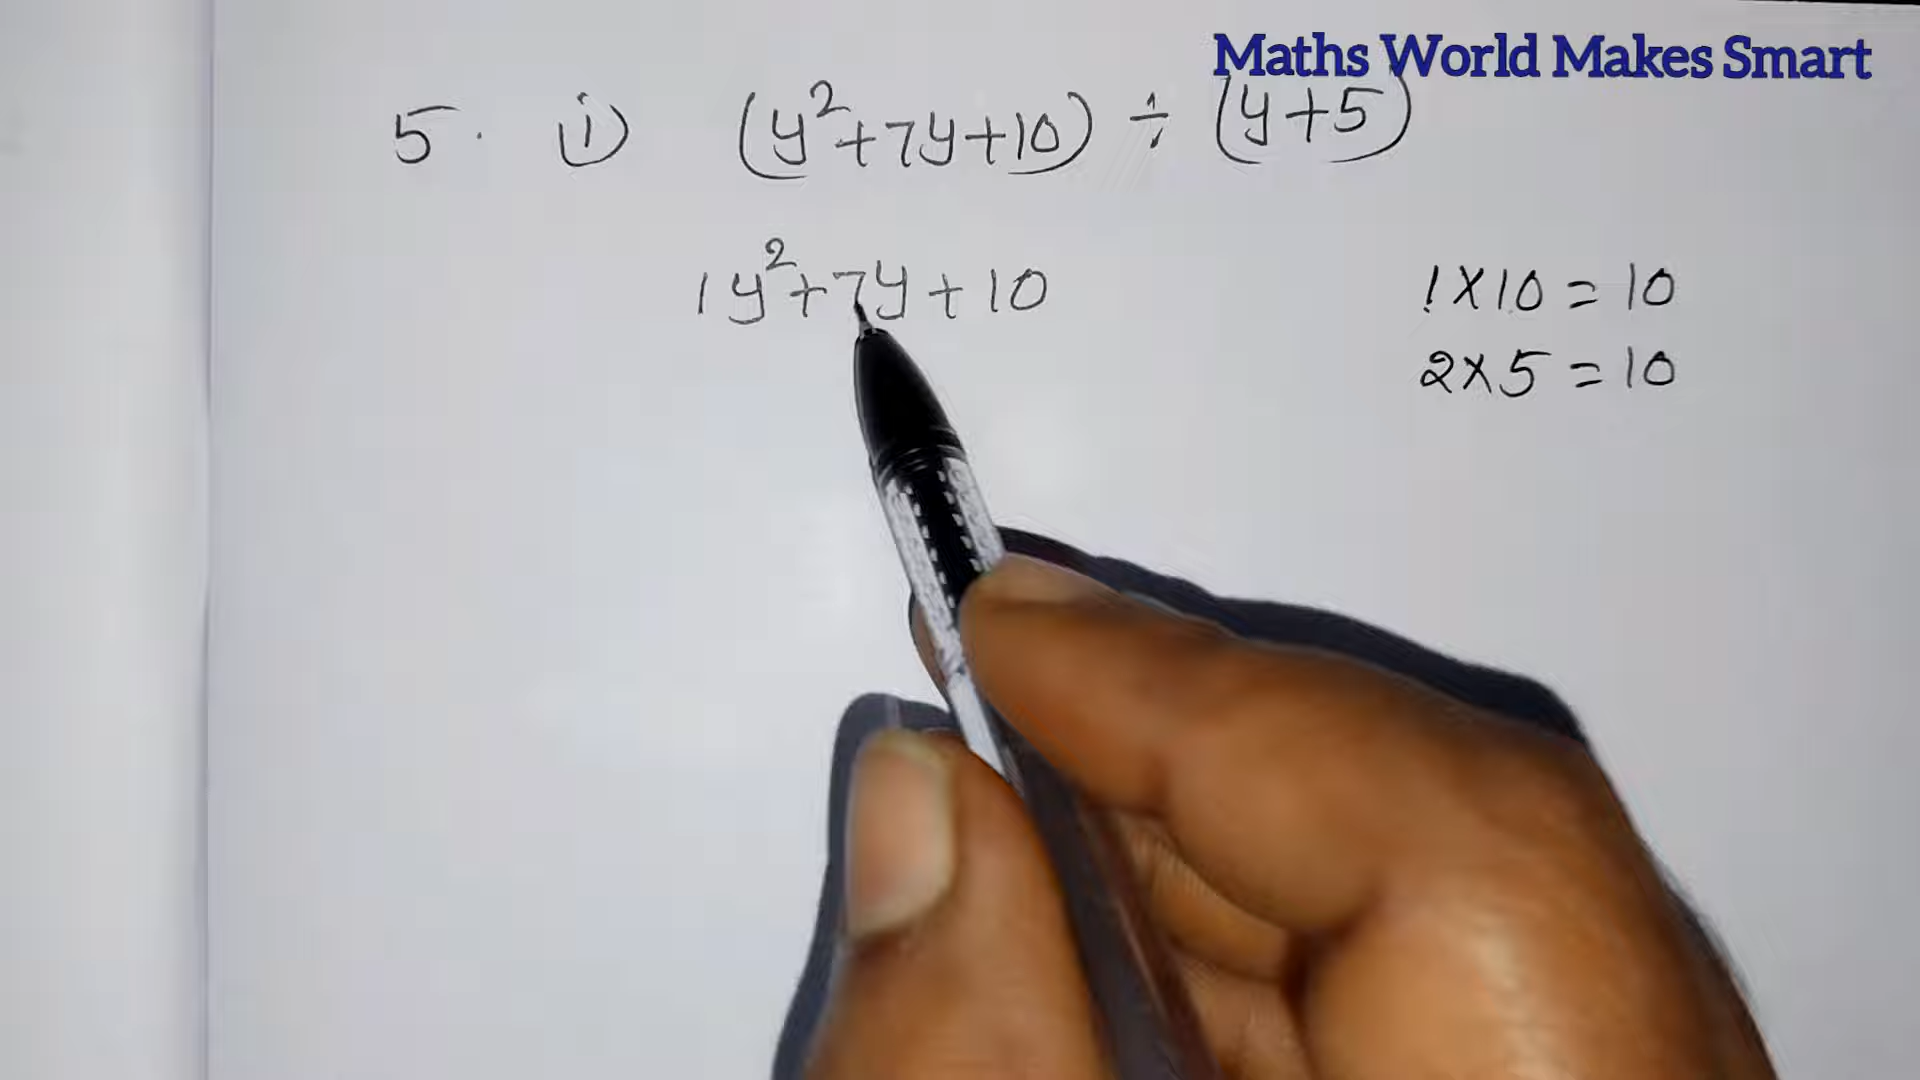 Maths World Makes Smart
5. i) (y²+7y+10) ÷ (y+5)
1y²+7y+10
1×10=10
2×5=10